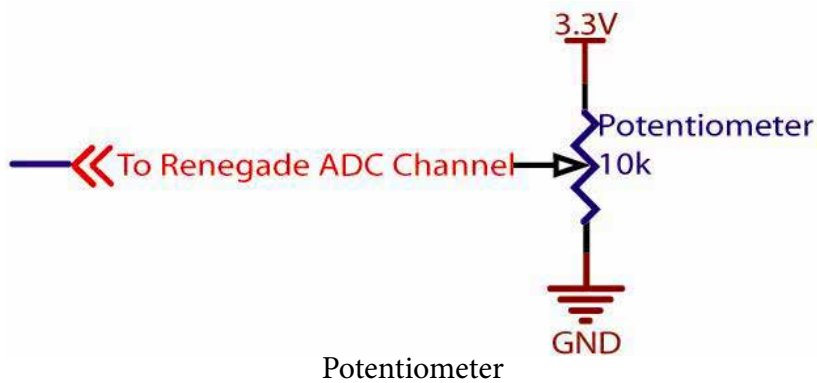 3.3V
Potentiometer
To Renegade ADC Channel
10k
GND
Potentiometer